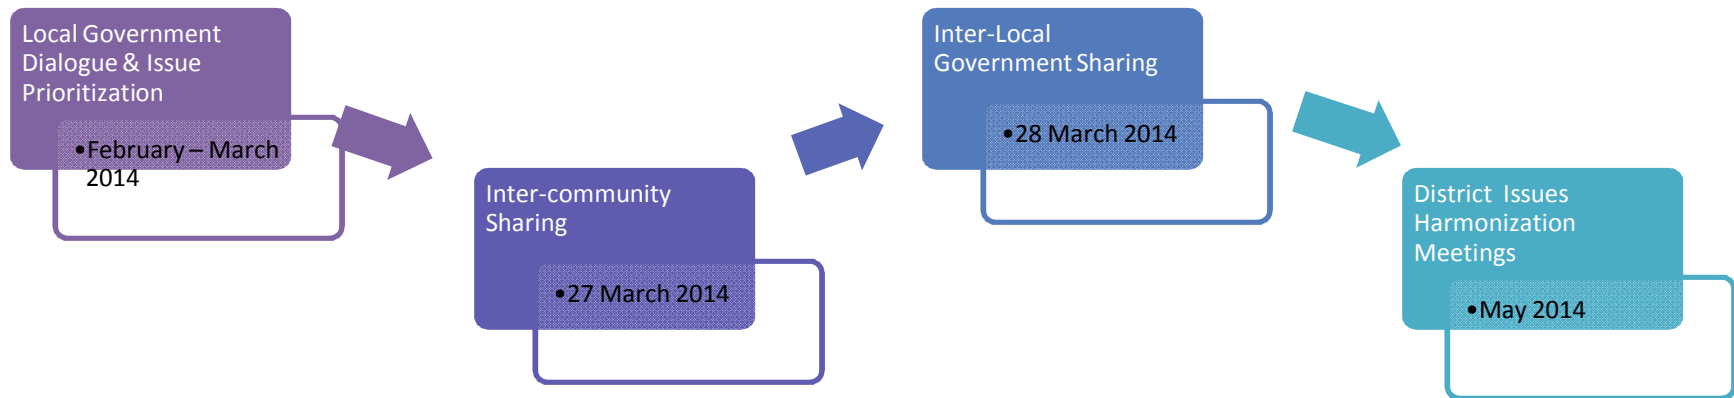 Local Government
Dialogue & Issue
Prioritization
•February – March
2014
Inter-community
Sharing
•27 March 2014
Inter-Local
Government Sharing
•28 March 2014
District Issues
Harmonization
Meetings
•May 2014